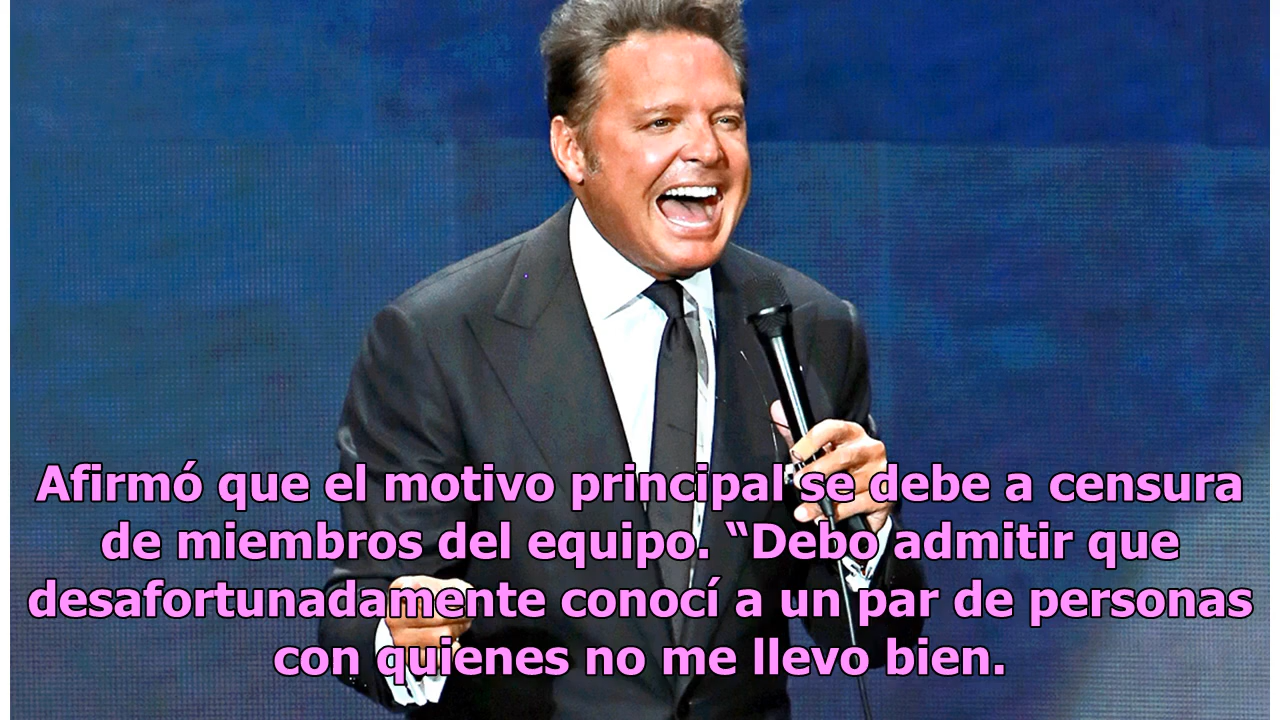 Afirmó que el motivo principal se debe a censura
de miembros del equipo. “Debo admitir que
desafortunadamente conocí a un par de personas
con quienes no me llevo bien.